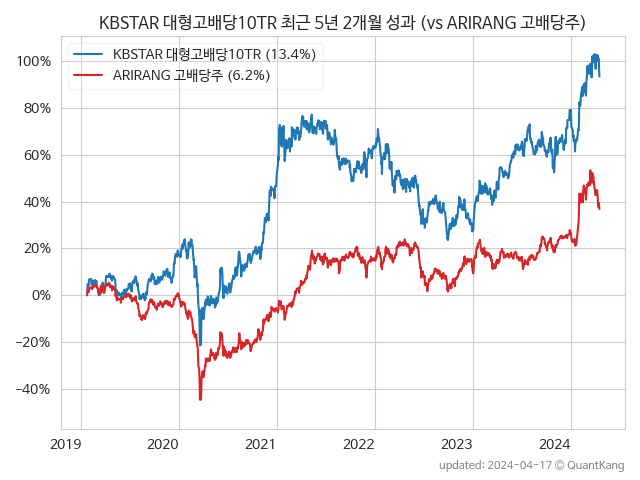 KBSTAR 대형고배당10TR 최근 5년 2개월 성과 (vs ARIRANG 고배당주)
KBSTAR 대형고배당10TR (13.4%)
ARIRANG 고배당주 (6.2%)
100%
80%
60%
40%
20%
0%
−20%
−40%
2019 2020 2021 2022 2023 2024
updated: 2024-04-17 © QuantKang